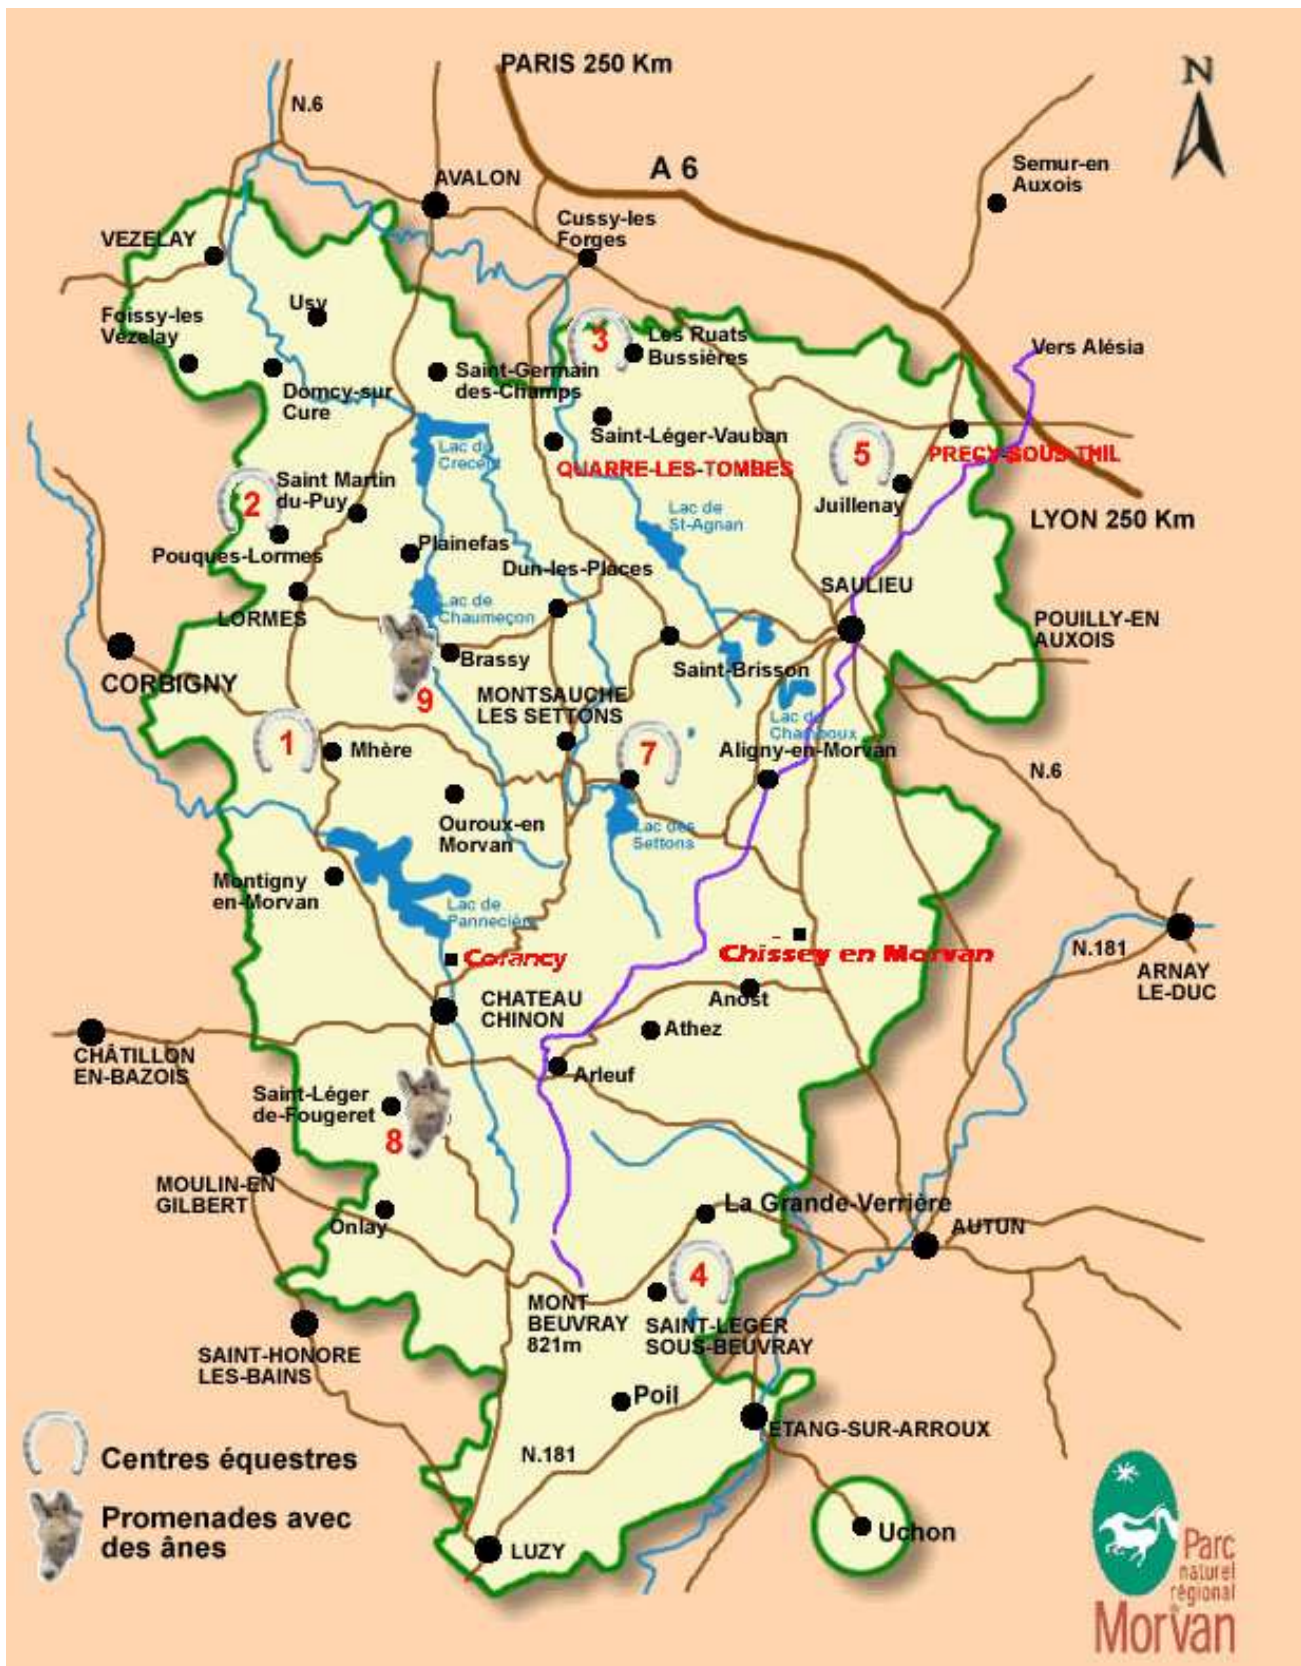 PARIS 250 Km
N
N.6
A 6
Semur-en
Auxois
AVALON
Cussy-les
Forges
VEZELAY
Usy
Foissy-les
Vezelay
3
Les Ruats
Bussières
Vers Alésia
Saint-Germain
des-Champs
Domcy-sur
Cure
Saint-Léger-Vauban
Lac de
Crecent
5
PRECY-SOUS-THIL
QUARRE-LES-TOMBES
2
Saint Martin
du-Puy
Juillenay
Lac de
St-Agnan
LYON 250 Km
Plainefas
Pouques-Lormes
Dun-les-Places
SAULIEU
Lac de
Chaumeçon
LORMES
POUILLY-EN
AUXOIS
Brassy
Saint-Brisson
CORBIGNY
9
MONTSAUCHE
LES SETTONS
Lac de
Chamboux
1
Mhère
7
Aligny-en-Morvan
N.6
Ouroux-en
Morvan
Lac des
Settons
Montigny
en-Morvan
Lac de
Pannecière
Corancy
Chissey en Morvan
N.181
ARNAY
LE-DUC
CHATEAU
CHINON
Anost
Athez
CHÂTILLON
EN-BAZOIS
Arleuf
Saint-Léger
de-Fougeret
8
MOULIN-EN
GILBERT
Onlay
La Grande-Verrière
AUTUN
4
MONT
BEUVRAY
821m
SAINT-LEGER
SOUS-BEUVRAY
SAINT-HONORE
LES-BAINS
Poil
ETANG-SUR-ARROUX
N.181
Centres équestres
Promenades avec
des ânes
LUZY
Uchon
Parc
naturel
régional
du
Morvan